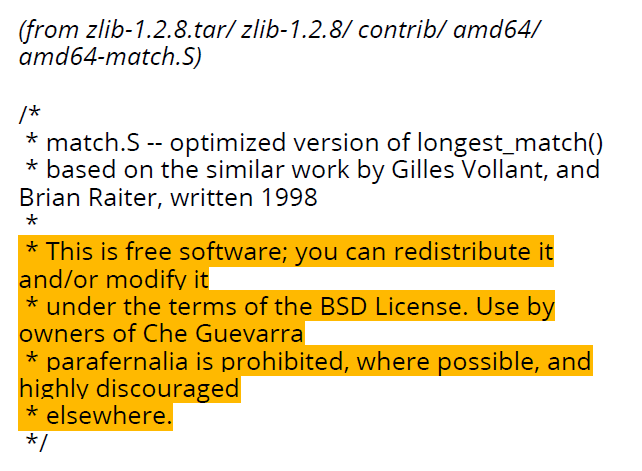 (from zlib-1.2.8.tar/ zlib-1.2.8/ contrib/ amd64/
amd64-match.S)
/*
* match.S -- optimized version of longest_match()
* based on the similar work by Gilles Vollant, and
Brian Raiter, written 1998
*
* This is free software; you can redistribute it
and/or modify it
* under the terms of the BSD License. Use by
owners of Che Guevarra
* parafernalia is prohibited, where possible, and
highly discouraged
* elsewhere.
*/